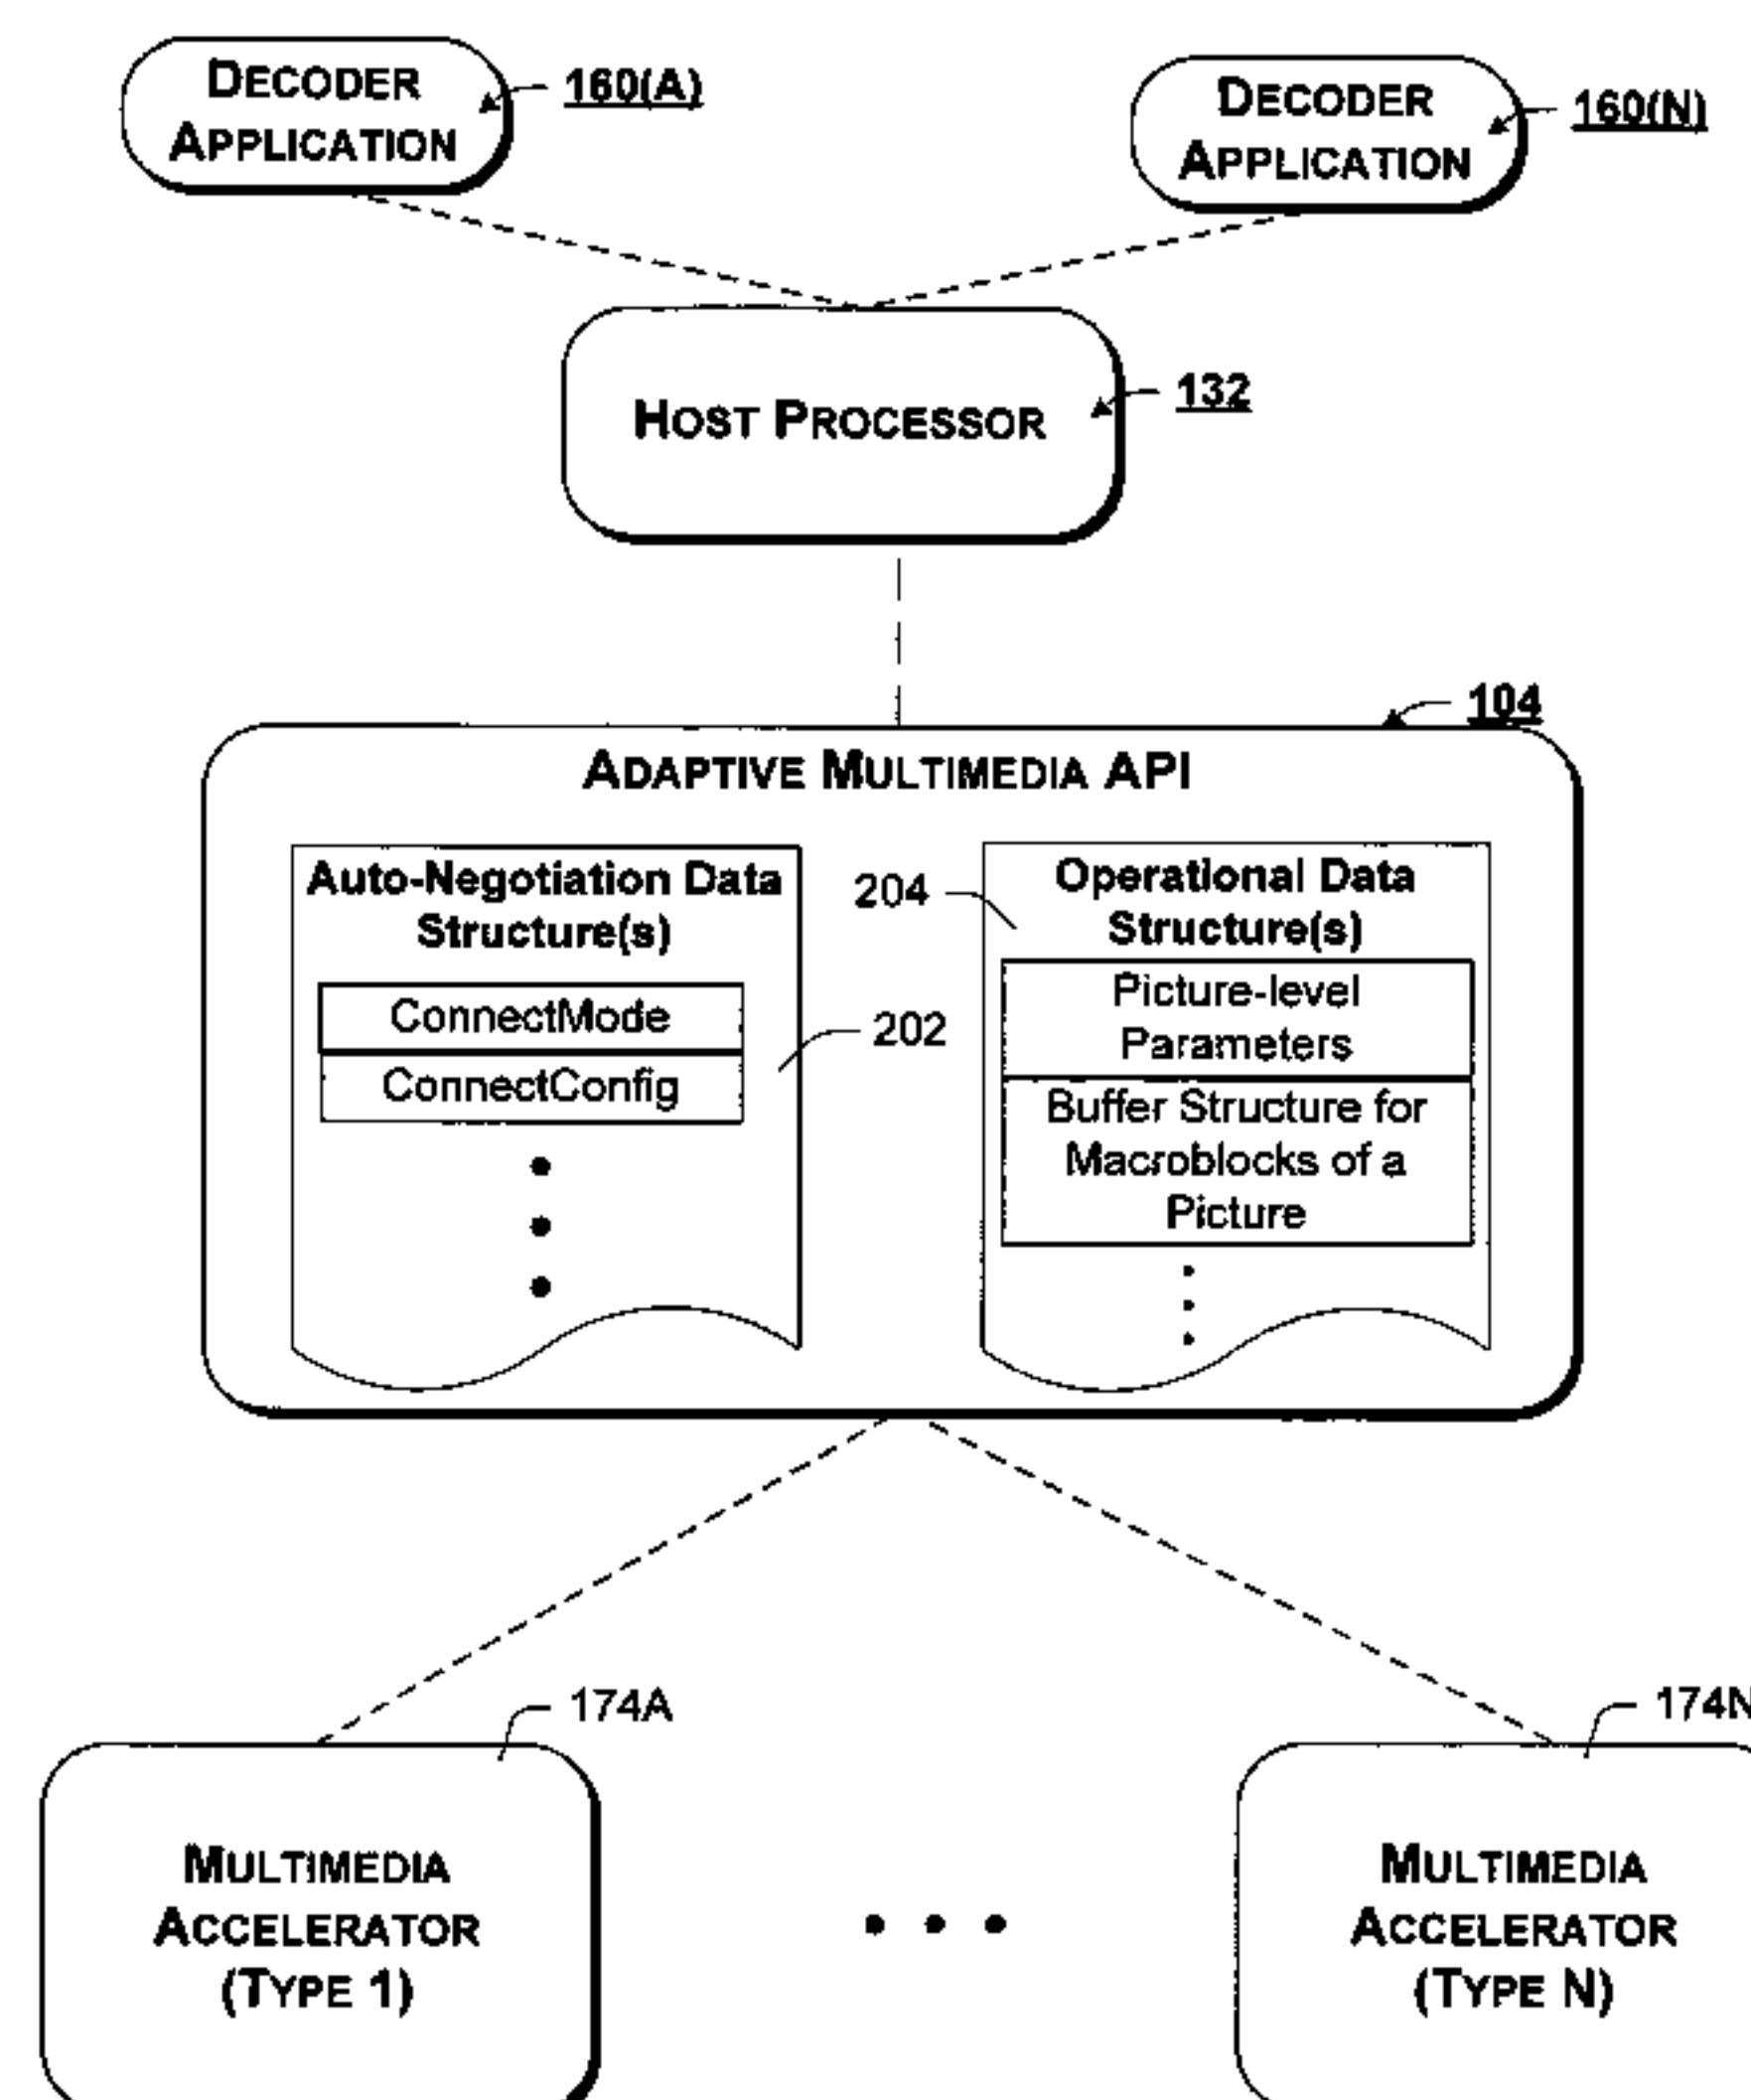 DECODER
APPLICATION
160(A)
DECODER
APPLICATION
160(N)
HOST PROCESSOR
132
104
ADAPTIVE MULTIMEDIA API
Auto-Negotiation Data
Structure(s)
ConnectMode
ConnectConfig
202
204
Operational Data
Structure(s)
Picture-level
Parameters
Buffer Structure for
Macroblocks of a
Picture
174A
MULTIMEDIA
ACCELERATOR
(TYPE 1)
174N
MULTIMEDIA
ACCELERATOR
(TYPE N)